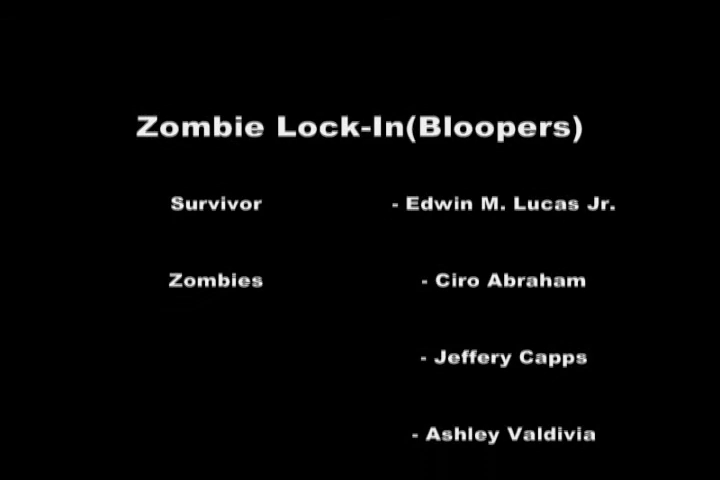 Zombie Lock-In(Bloopers)
Survivor - Edwin M. Lucas Jr.
Zombies - Ciro Abraham
- Jeffery Capps
- Ashley Valdivia